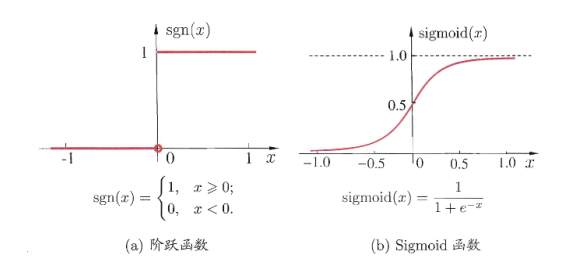 sgn(x)
1
-1
0
1
x
sgn(x) = { 1, x ⩾ 0;
0, x < 0.
(a) 阶跃函数
sigmoid(x)
1.0
0.5
-1.0
-0.5
0
0.5
1.0
x
sigmoid(x) = 1 / (1 + e^{-x})
(b) Sigmoid 函数